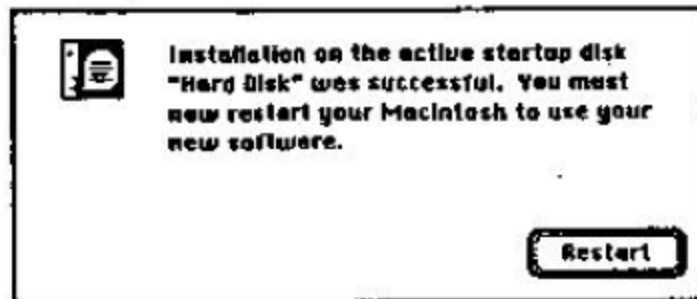 Installation on the active startup disk
"Hard Disk" was successful. You must
now restart your Macintosh to use your
new software.
Restart